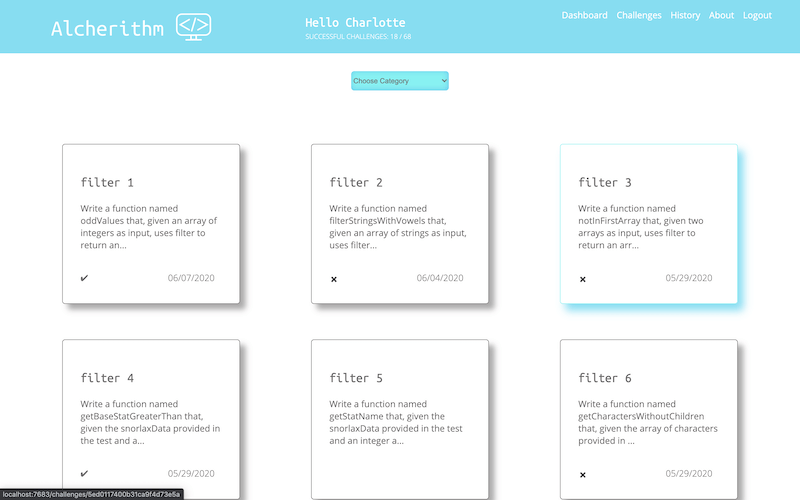 Alcherithm </>
Hello Charlotte
SUCCESSFUL CHALLENGES: 18 / 68
Dashboard Challenges History About Logout
Choose Category
filter 1
Write a function named
oddValues that, given an array of
integers as input, uses filter to
return an...
✔ 06/07/2020
filter 2
Write a function named
filterStringsWithVowels that,
given an array of strings as input,
uses filter...
✖ 06/04/2020
filter 3
Write a function named
notInFirstArray that, given two
arrays as input, uses filter to
return an arr...
✖ 05/29/2020
filter 4
Write a function named
getBaseStatGreaterThan that,
given the snorlaxData provided in
the test and a...
✔ 05/29/2020
filter 5
Write a function named
getStatName that, given the
snorlaxData provided in the test
and an integer a...
filter 6
Write a function named
getCharactersWithoutChildren
that, given the array of characters
provided in ...
✖ 05/29/2020
localhost:7683/challenges/5ed0117400b31ca9f4d73e5a